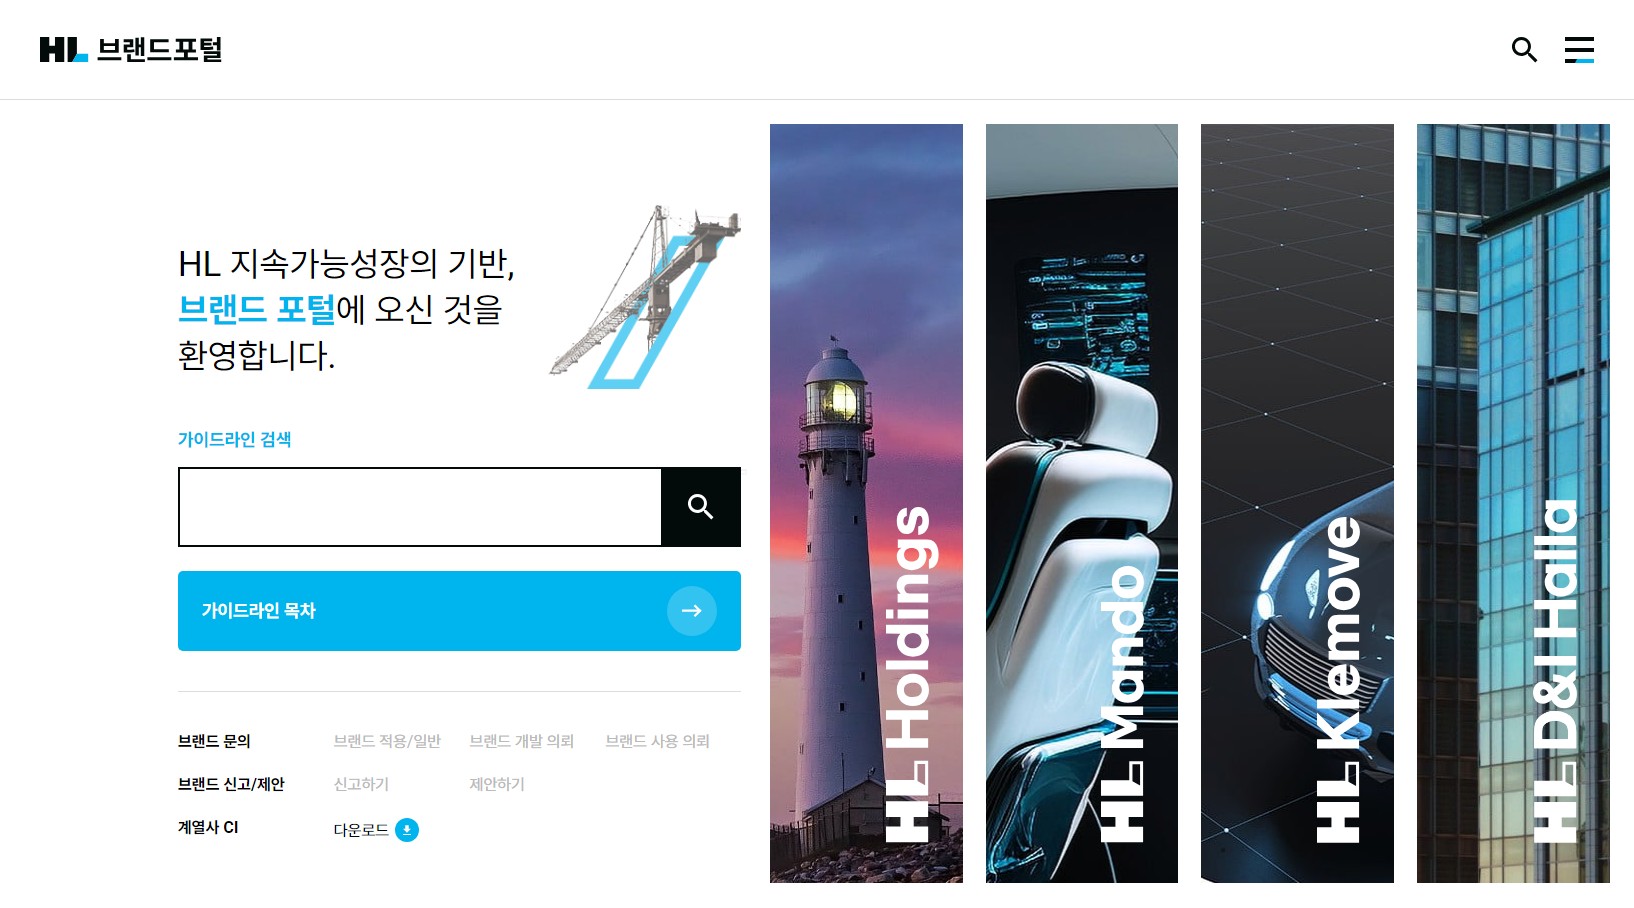 HL 브랜드포털
HL 지속가능성장의 기반,
브랜드 포털에 오신 것을
환영합니다.
가이드라인 검색
가이드라인 목차
브랜드 문의 브랜드 적용/일반 브랜드 개발 의뢰 브랜드 사용 의뢰
브랜드 신고/제안 신고하기 제안하기
계열사 CI 다운로드
HL Holdings
HL Mando
HL Klemove
HL D&I Halla